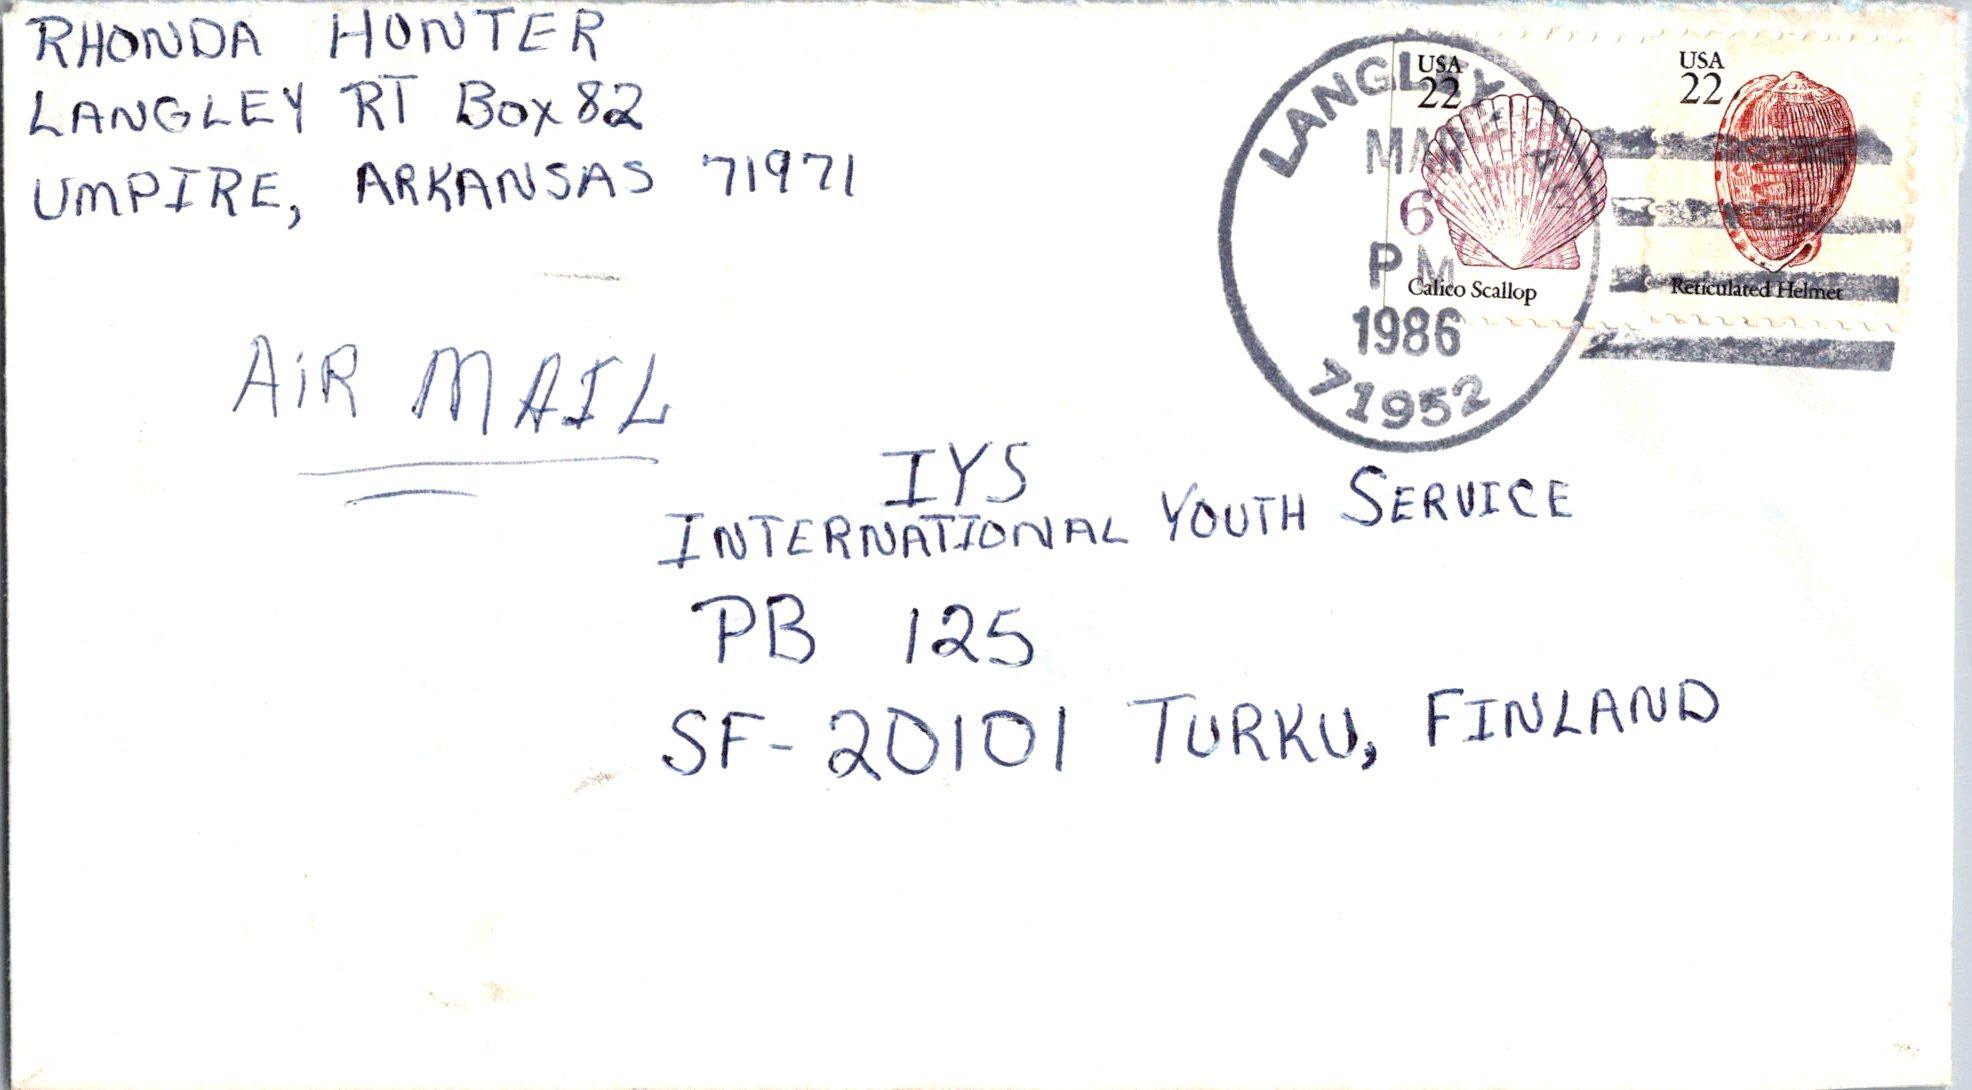 RHONDA HUNTER
LANGLEY RT Box 82
UMPIRE, ARKANSAS 71971
AiR MAIL
LANGLEY
MAR
6
PM
1986
71952
USA
22
Calico Scallop
USA
22
Reticulated Helmet
IYS
INTERNATIONAL YOUTH SERVICE
PB 125
SF-20101 TURKU, FINLAND